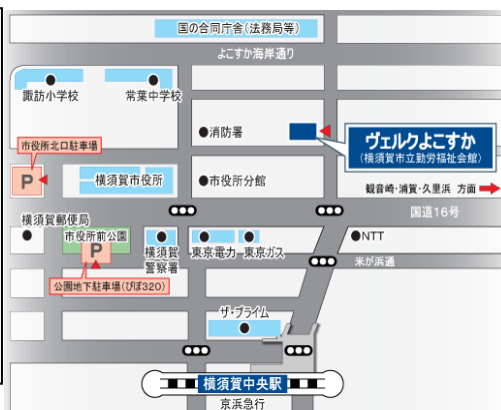 国の合同庁舎(法務局等)
よこすか海岸通り
諏訪小学校
常葉中学校
●消防署
ヴェルクよこすか
(横須賀市立勤労福祉会館)
市役所北口駐車場
P
横須賀市役所
●市役所分館
観音崎・浦賀・久里浜 方面
国道16号
横須賀郵便局
市役所前公園
P
横須賀
警察署
東京電力
東京ガス
●NTT
米が浜通
公園地下駐車場(ぴぽ320)
ザ・プライム
横須賀中央駅
京浜急行